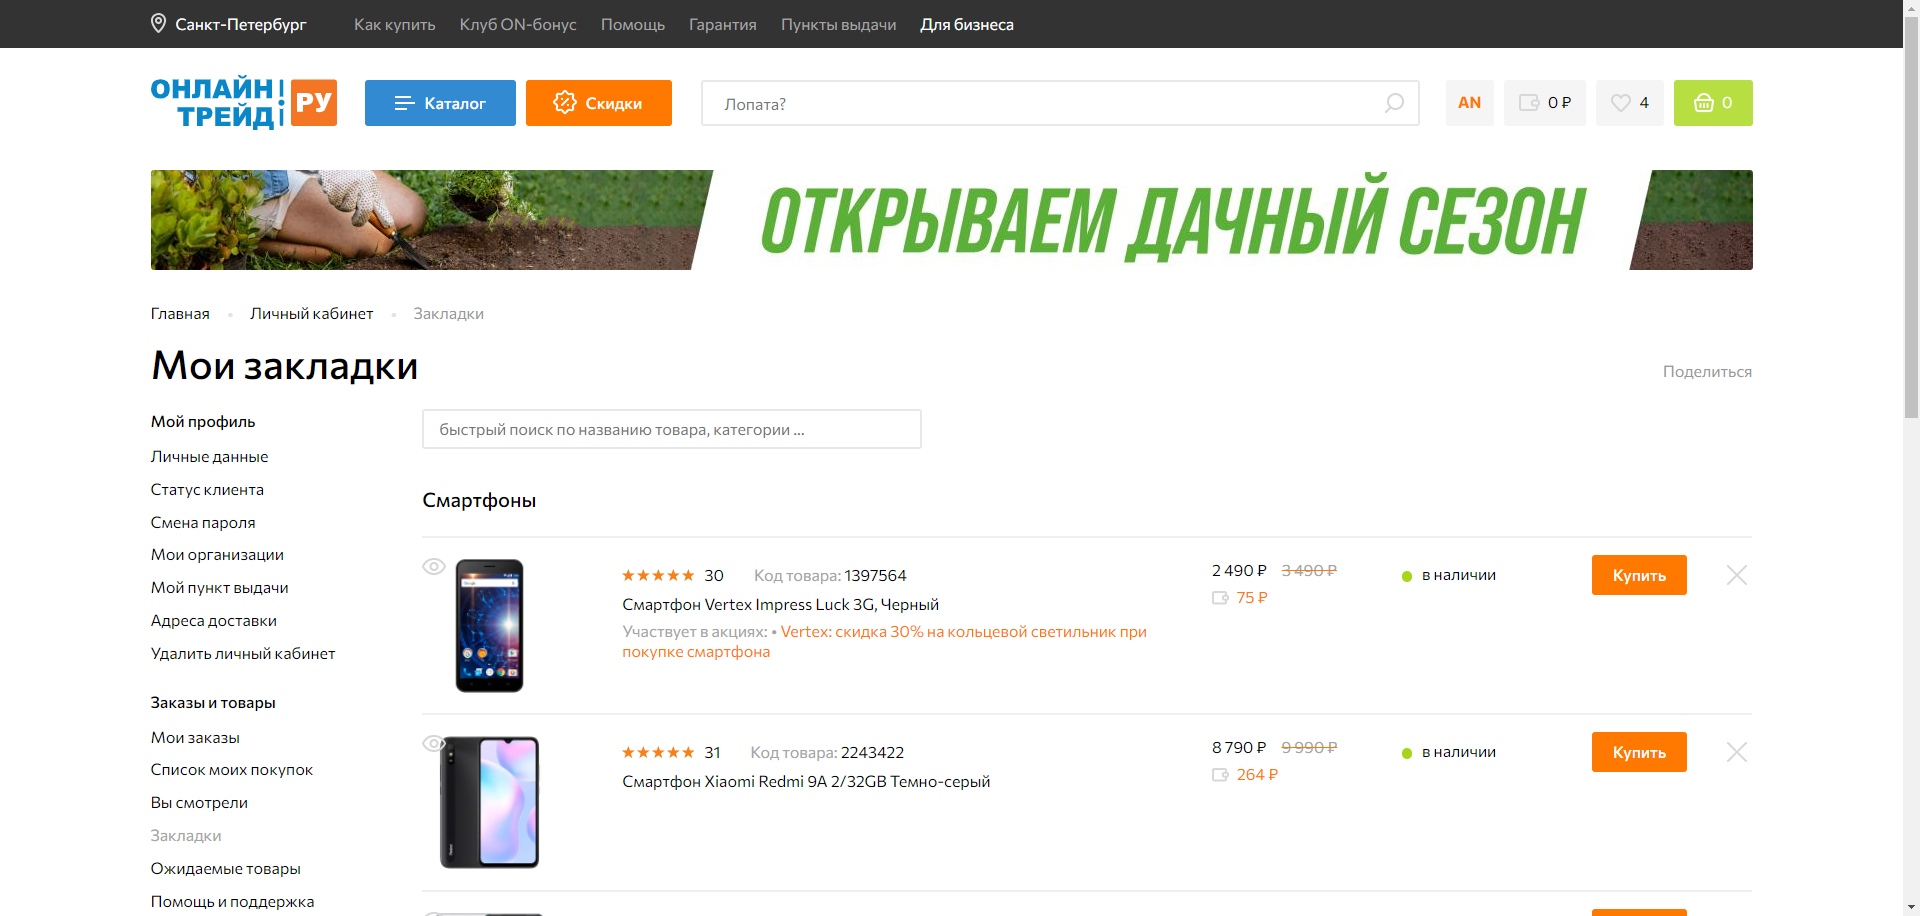 Санкт-Петербург
Как купить
Клуб ON-бонус
Помощь
Гарантия
Пункты выдачи
Для бизнеса
ОНЛАЙН
ТРЕЙД
РУ
Каталог
Скидки
Лопата?
AN
0 ₽
4
0
ОТКРЫВАЕМ ДАЧНЫЙ СЕЗОН
Главная
Личный кабинет
Закладки
Мои закладки
Поделиться
Мой профиль
Личные данные
Статус клиента
Смена пароля
Мои организации
Мой пункт выдачи
Адреса доставки
Удалить личный кабинет
Заказы и товары
Мои заказы
Список моих покупок
Вы смотрели
Закладки
Ожидаемые товары
Помощь и поддержка
быстрый поиск по названию товара, категории ...
Смартфоны
30 Код товара: 1397564
Смартфон Vertex Impress Luck 3G, Черный
Участвует в акциях: • Vertex: скидка 30% на кольцевой светильник при
покупке смартфона
2 490 ₽ 3 490 ₽
75 ₽
в наличии
Купить
31 Код товара: 2243422
Смартфон Xiaomi Redmi 9A 2/32GB Темно-серый
8 790 ₽ 9 990 ₽
264 ₽
в наличии
Купить